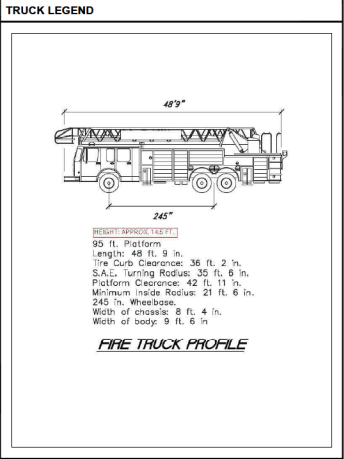 TRUCK LEGEND
48'9"
245"
HEIGHT: APPROX. 14.5 FT.
95 ft. Platform
Length: 48 ft. 9 in.
Tire Curb Clearance: 36 ft. 2 in.
S.A.E. Turning Radius: 35 ft. 6 in.
Platform Clearance: 42 ft. 11 in.
Minimum Inside Radius: 21 ft. 6 in.
245 in. Wheelbase.
Width of chassis: 8 ft. 4 in.
Width of body: 9 ft. 6 in
FIRE TRUCK PROFILE